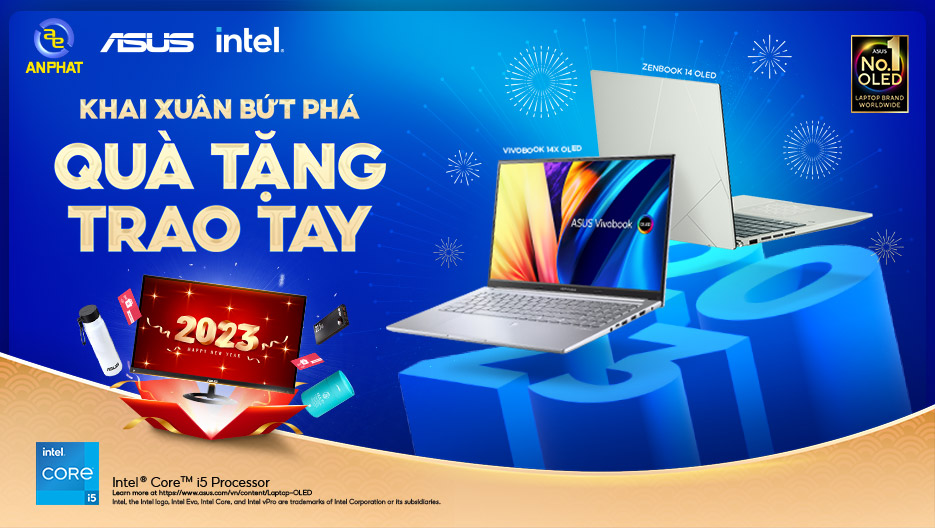 ANPHAT
ASUS
intel.
KHAI XUÂN BỨT PHÁ
QUÀ TẶNG
TRAO TAY
ZENBOOK 14 OLED
VIVOBOOK 14X OLED
ASUS
No.1
OLED
LAPTOP BRAND
WORLDWIDE
ASUS Vivobook
OLED
2023
HAPPY NEW YEAR
ASUS
intel.
CORE
i5
Intel® Core™ i5 Processor
Learn more at https://www.asus.com/vn/content/Laptop-OLED
Intel, the Intel logo, Intel Evo, Intel Core, and Intel vPro are trademarks of Intel Corporation or its subsidiaries.